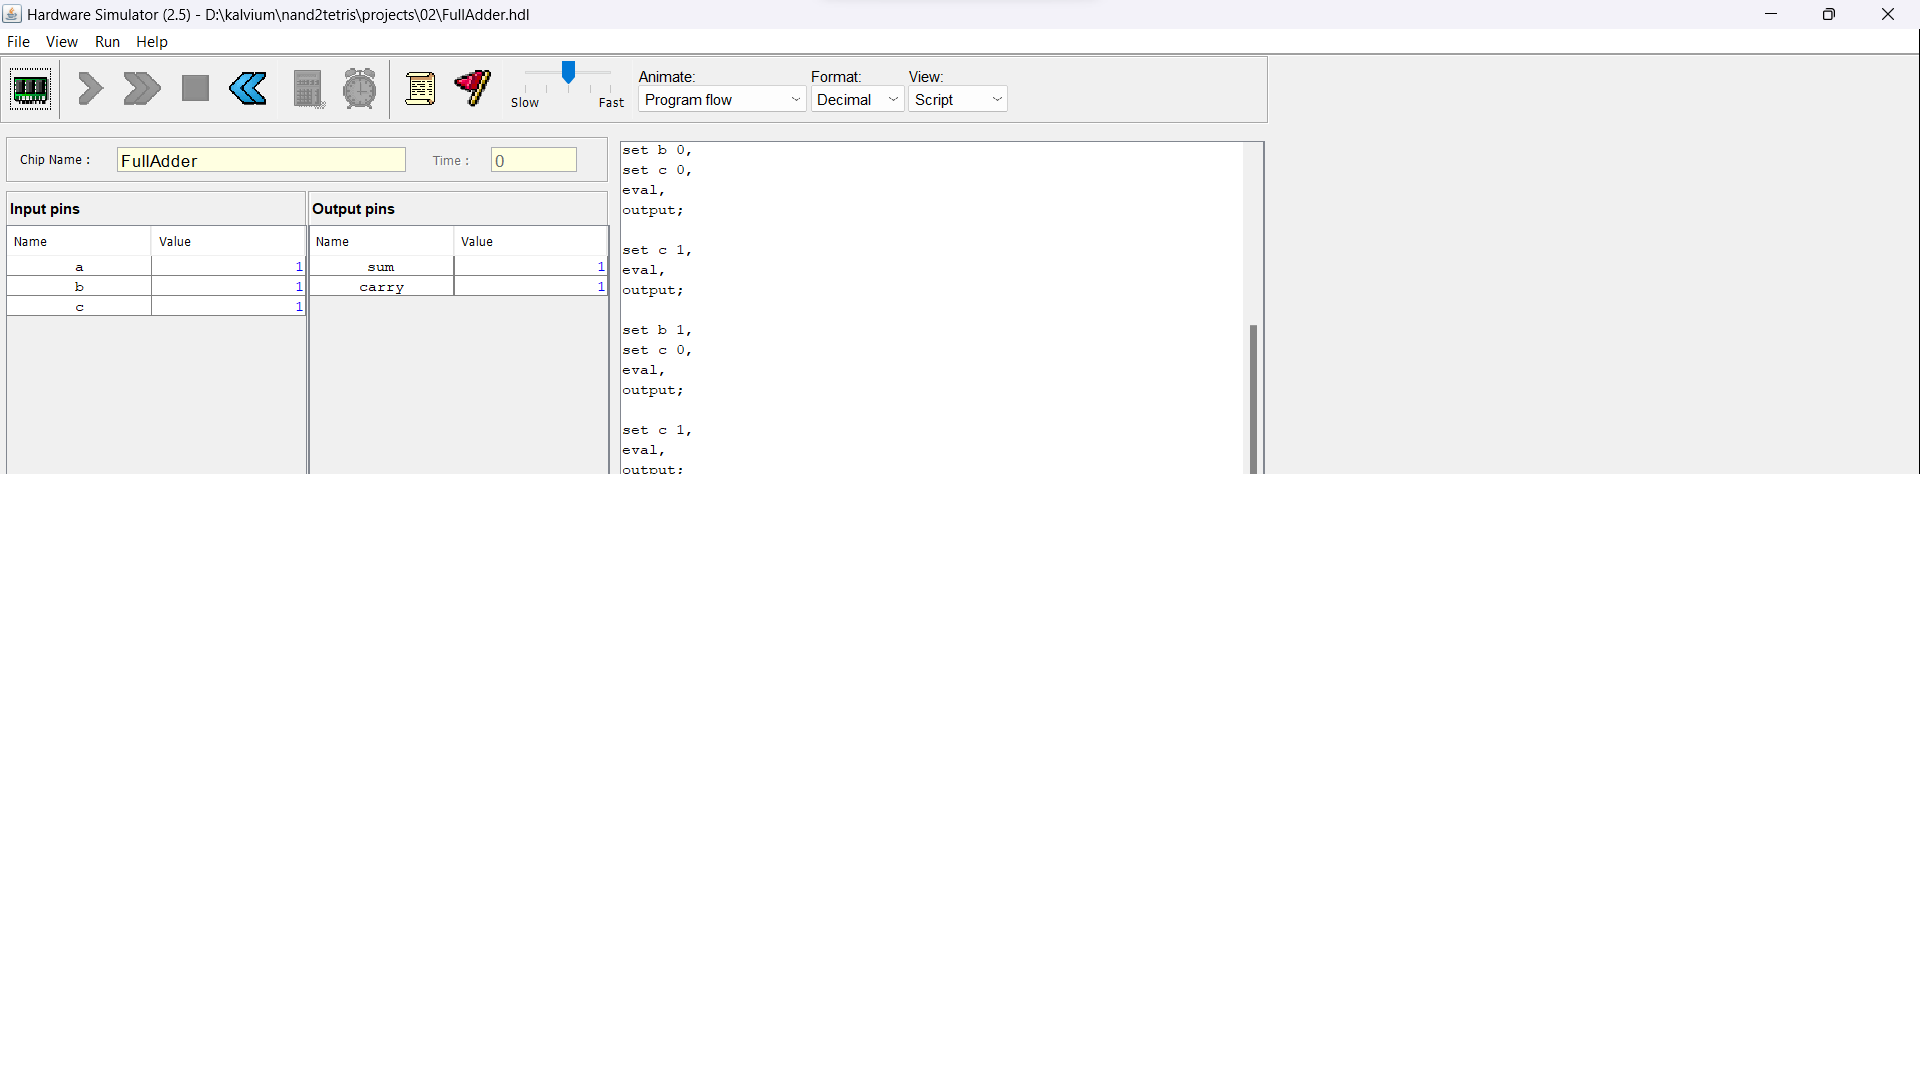 Hardware Simulator (2.5) - D:\kalvium\nand2tetris\projects\02\FullAdder.hdl
File View Run Help
Slow Fast
Animate: Format: View:
Program flow Decimal Script
Chip Name : FullAdder Time : 0
Input pins Output pins
Name Value Name Value
a 1 sum 1
b 1 carry 1
c 1
set b 0,
set c 0,
eval,
output;
set c 1,
eval,
output;
set b 1,
set c 0,
eval,
output;
set c 1,
eval,
output;